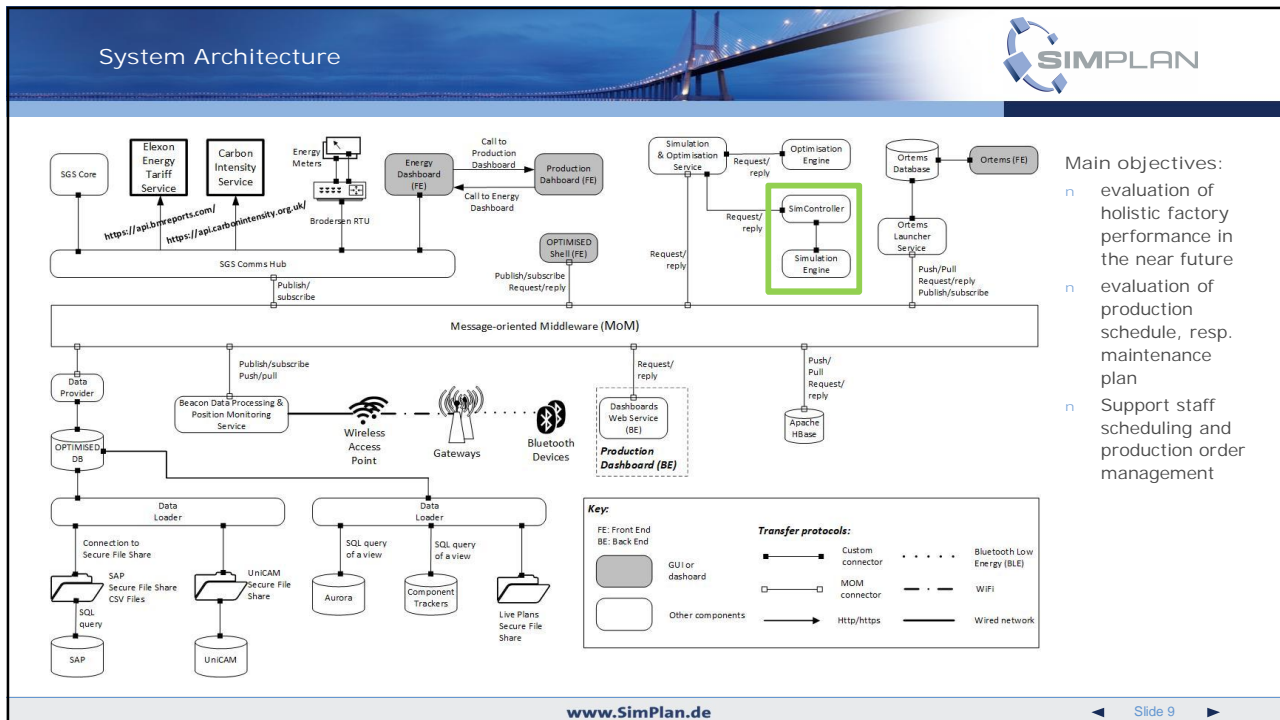 System Architecture
SIMPLAN
SGS Core
Elexon
Energy
Tariff
Service
Carbon
Intensity
Service
Energy
Meters
Brodersen RTU
https://api.bmreports.com/
https://api.carbonintensity.org.uk/
Energy
Dashboard
(FE)
Call to
Production
Dashboard
Call to Energy
Dashboard
Production
Dahboard (FE)
SGS Comms Hub
Publish/
subscribe
OPTIMISED
Shell (FE)
Publish/subscribe
Request/reply
Simulation
& Optimisation
Service
Request/
reply
Optimisation
Engine
Request/
reply
Request/
reply
SimController
Simulation
Engine
Ortems
Database
Ortems (FE)
Ortems
Launcher
Service
Push/Pull
Request/reply
Publish/subscribe
Message-oriented Middleware (MoM)
Data
Provider
OPTIMISED
DB
Publish/subscribe
Push/pull
Beacon Data Processing &
Position Monitoring
Service
Wireless
Access
Point
Gateways
Bluetooth
Devices
Request/
reply
Dashboards
Web Service
(BE)
Production
Dashboard (BE)
Push/
Pull
Request/
reply
Apache
HBase
Data
Loader
Connection to
Secure File Share
SAP
Secure File Share
CSV Files
SQL
query
SAP
UniCAM
Secure File
Share
UniCAM
Data
Loader
SQL query
of a view
Aurora
SQL query
of a view
Component
Trackers
Live Plans
Secure File
Share
Key:
FE: Front End
BE: Back End
GUI or
dashoard
Other components
Transfer protocols:
Custom
connector
MOM
connector
Http/https
Bluetooth Low
Energy (BLE)
WiFi
Wired network
Main objectives:
n evaluation of
holistic factory
performance in
the near future
n evaluation of
production
schedule, resp.
maintenance
plan
n Support staff
scheduling and
production order
management
www.SimPlan.de
Slide 9